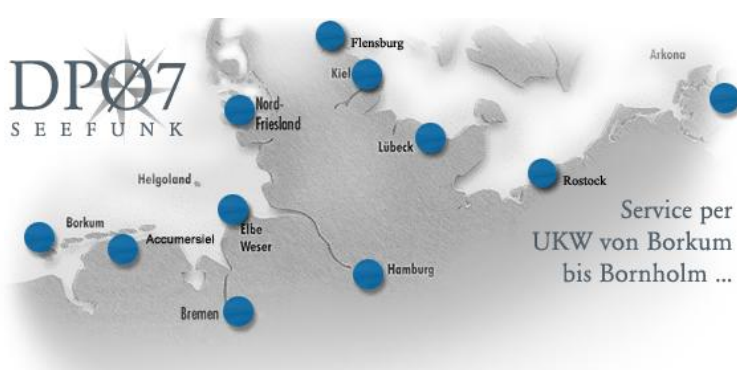 DPØ7
SEEFUNK
Flensburg
Kiel
Arkona
Nord-
Friesland
Lübeck
Helgoland
Rostock
Borkum
Accumersiel
Elbe
Weser
Hamburg
Bremen
Service per
UKW von Borkum
bis Bornholm ...